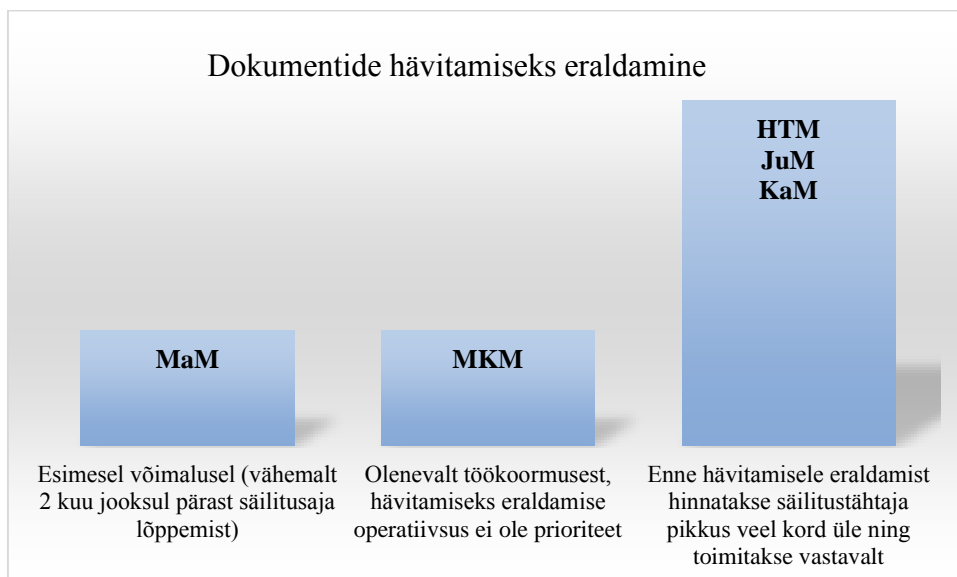 Dokumentide hävitamiseks eraldamine
HTM
JuM
KaM
MaM
MKM
Esimesel võimalusel (vähemalt
2 kuu jooksul pärast säilitusaja
lõppemist)
Olenevalt töökoormusest,
hävitamiseks eraldamise
operatiivsus ei ole prioriteet
Enne hävitamisele eraldamist
hinnatakse säilitustähtaja
pikkus veel kord üle ning
toimitakse vastavalt